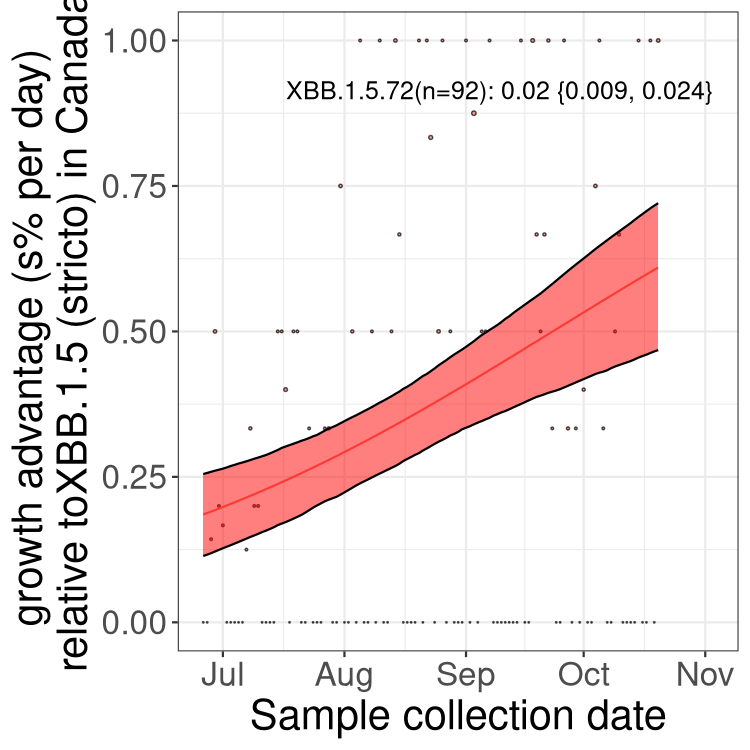 growth advantage (s% per day)
relative toXBB.1.5 (stricto) in Canada
1.00
0.75
0.50
0.25
0.00
XBB.1.5.72(n=92): 0.02 {0.009, 0.024}
Jul Aug Sep Oct Nov
Sample collection date